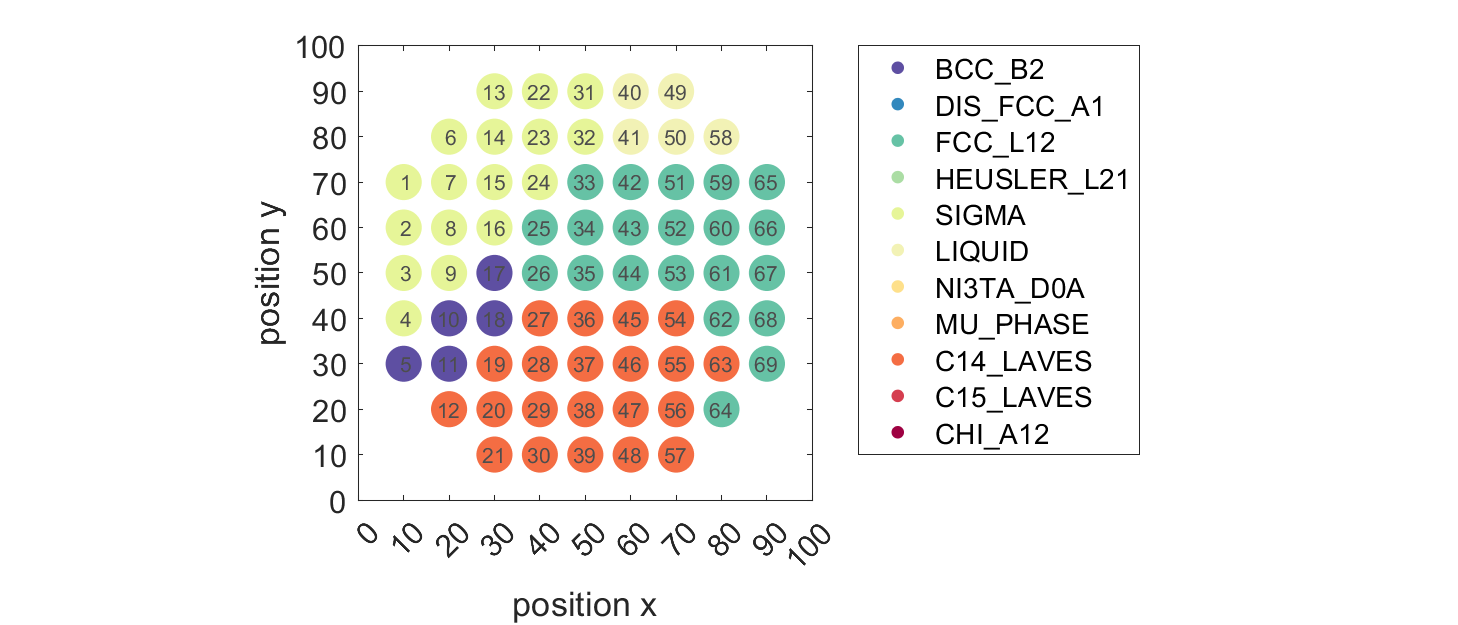 100
90 13 22 31 40 49
80 6 14 23 32 41 50 58
70 1 7 15 24 33 42 51 59 65
60 2 8 16 25 34 43 52 60 66
50 3 9 17 26 35 44 53 61 67
40 4 10 18 27 36 45 54 62 68
30 5 11 19 28 37 46 55 63 69
20 12 20 29 38 47 56 64
10 21 30 39 48 57
0
position y
0 10 20 30 40 50 60 70 80 90 100
position x
BCC_B2
DIS_FCC_A1
FCC_L12
HEUSLER_L21
SIGMA
LIQUID
NI3TA_D0A
MU_PHASE
C14_LAVES
C15_LAVES
CHI_A12